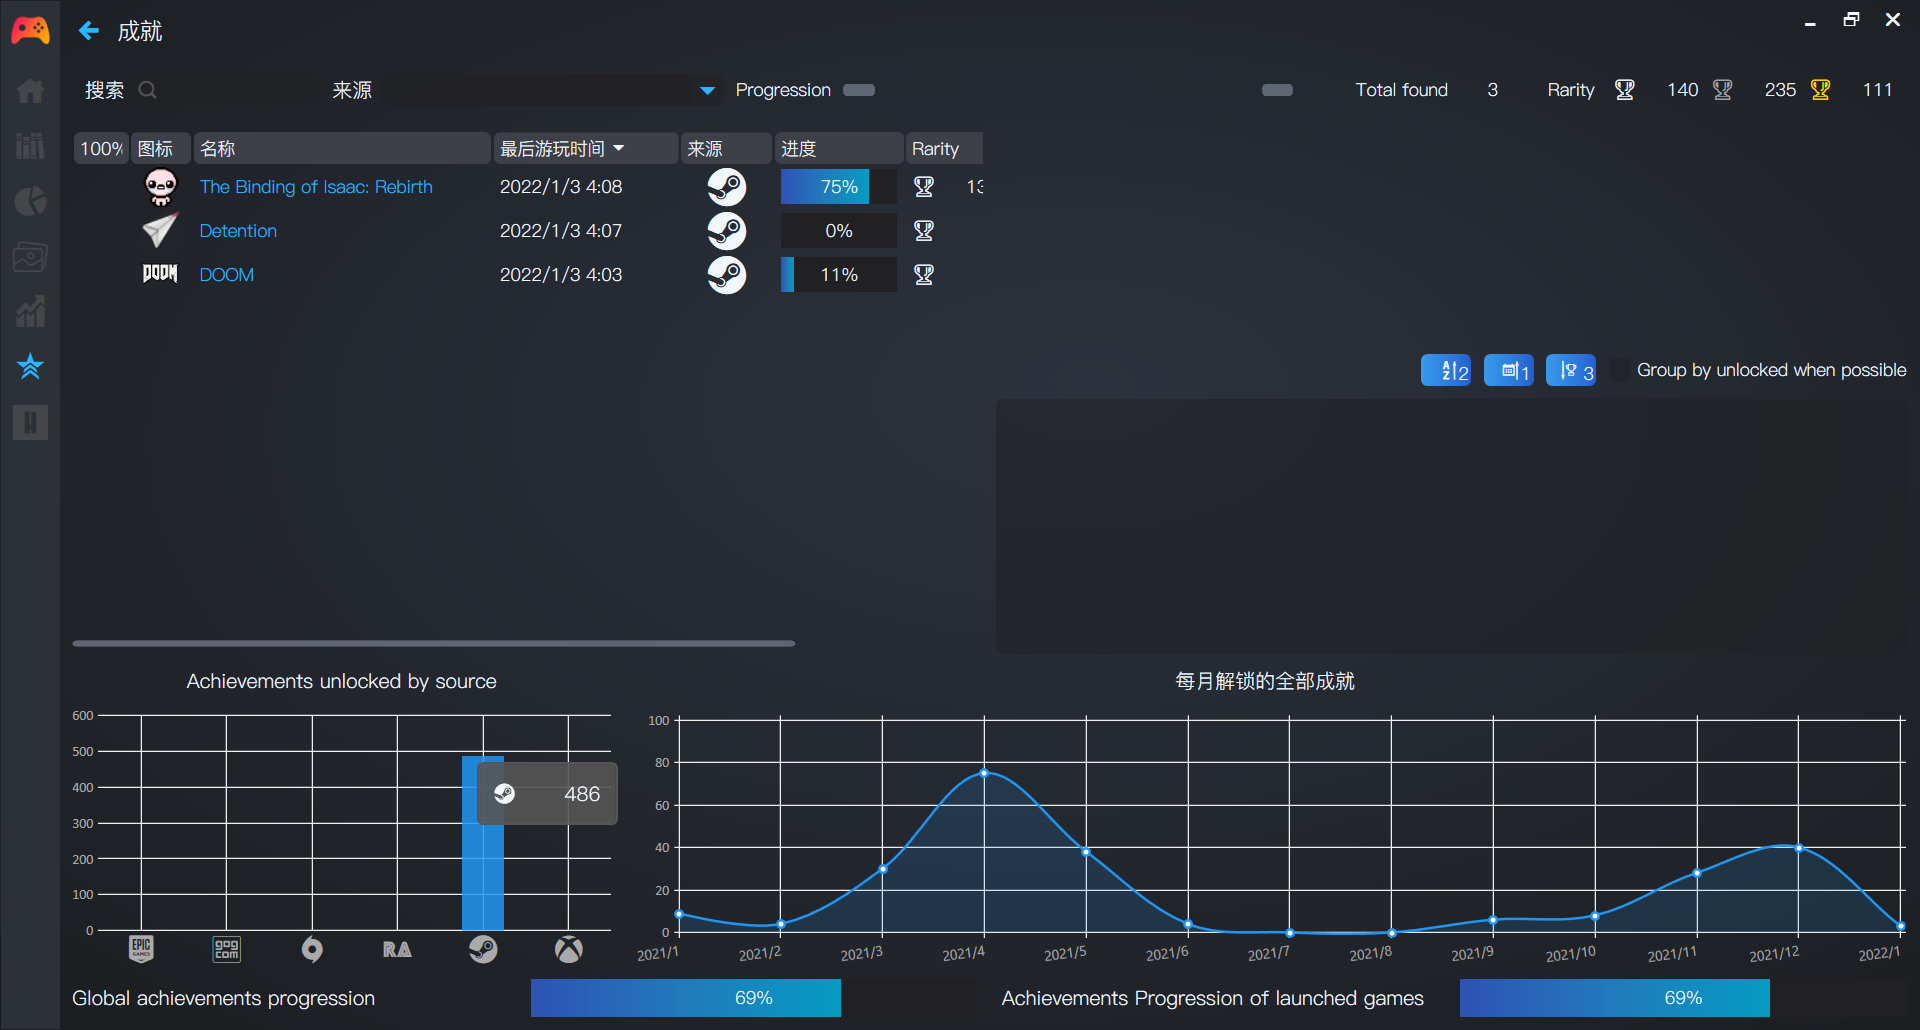 成就
搜索 来源 Progression Total found 3 Rarity 140 235 111
100% 图标 名称 最后游玩时间 来源 进度 Rarity
The Binding of Isaac: Rebirth 2022/1/3 4:08 75% 13
Detention 2022/1/3 4:07 0%
DOOM DOOM 2022/1/3 4:03 11%
AZ 2 1 3 Group by unlocked when possible
H
Achievements unlocked by source
600
500
400
300
200
100
0
486
EPIC GAMES
gog com
RA
每月解锁的全部成就
100
80
60
40
20
0
2021/1 2021/2 2021/3 2021/4 2021/5 2021/6 2021/7 2021/8 2021/9 2021/10 2021/11 2021/12 2022/1
Global achievements progression 69% Achievements Progression of launched games 69%